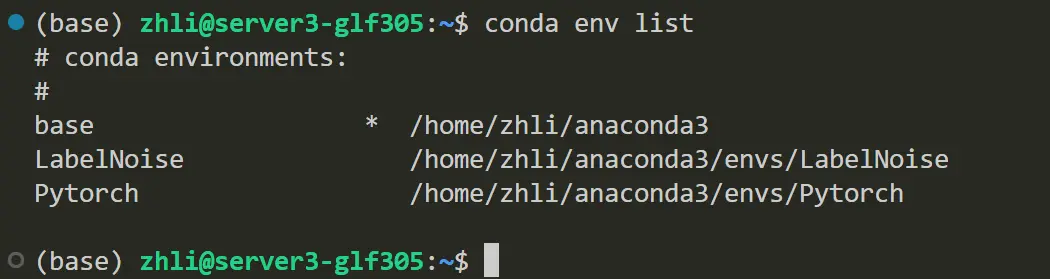 (base) zhli@server3-glf305:~$ conda env list
# conda environments:
#
base                     *  /home/zhli/anaconda3
LabelNoise                  /home/zhli/anaconda3/envs/LabelNoise
Pytorch                     /home/zhli/anaconda3/envs/Pytorch
(base) zhli@server3-glf305:~$